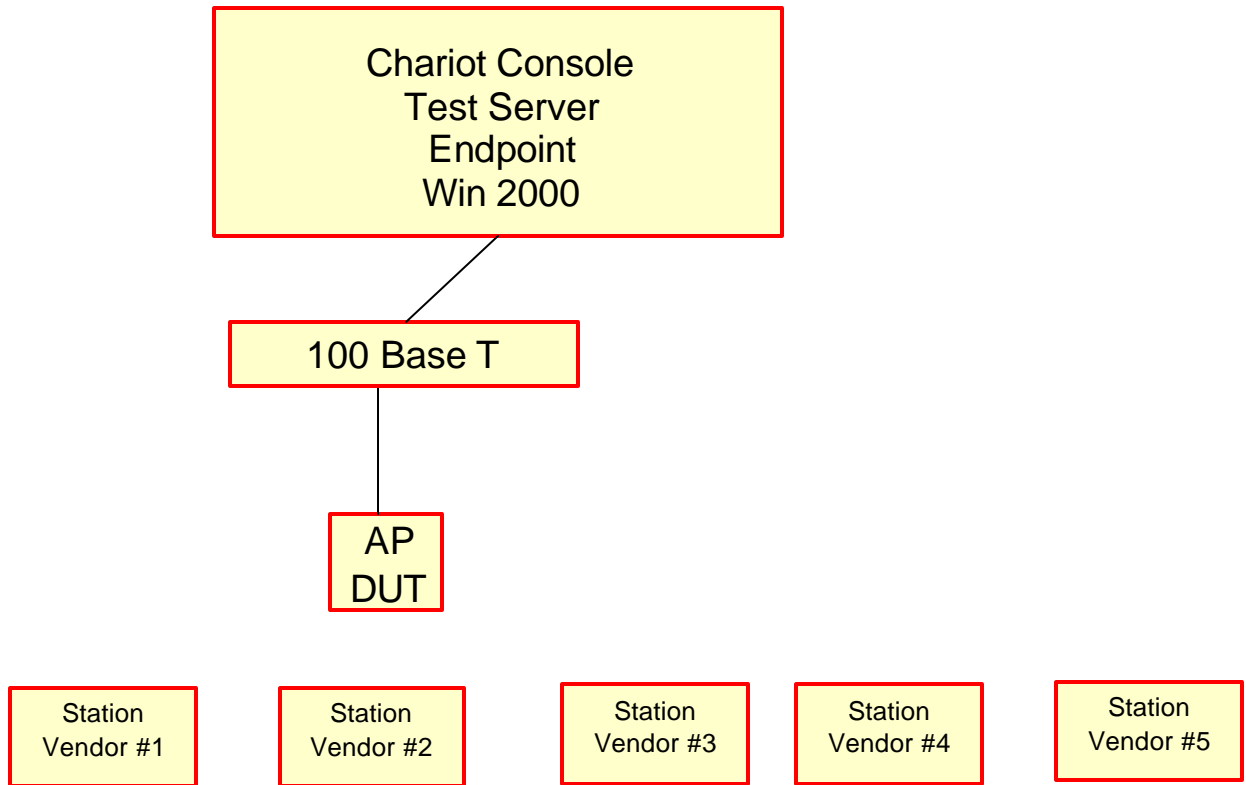 Chariot Console
Test Server
Endpoint
Win 2000
100 Base T
AP
DUT
Station
Vendor #1
Station
Vendor #2
Station
Vendor #3
Station
Vendor #4
Station
Vendor #5